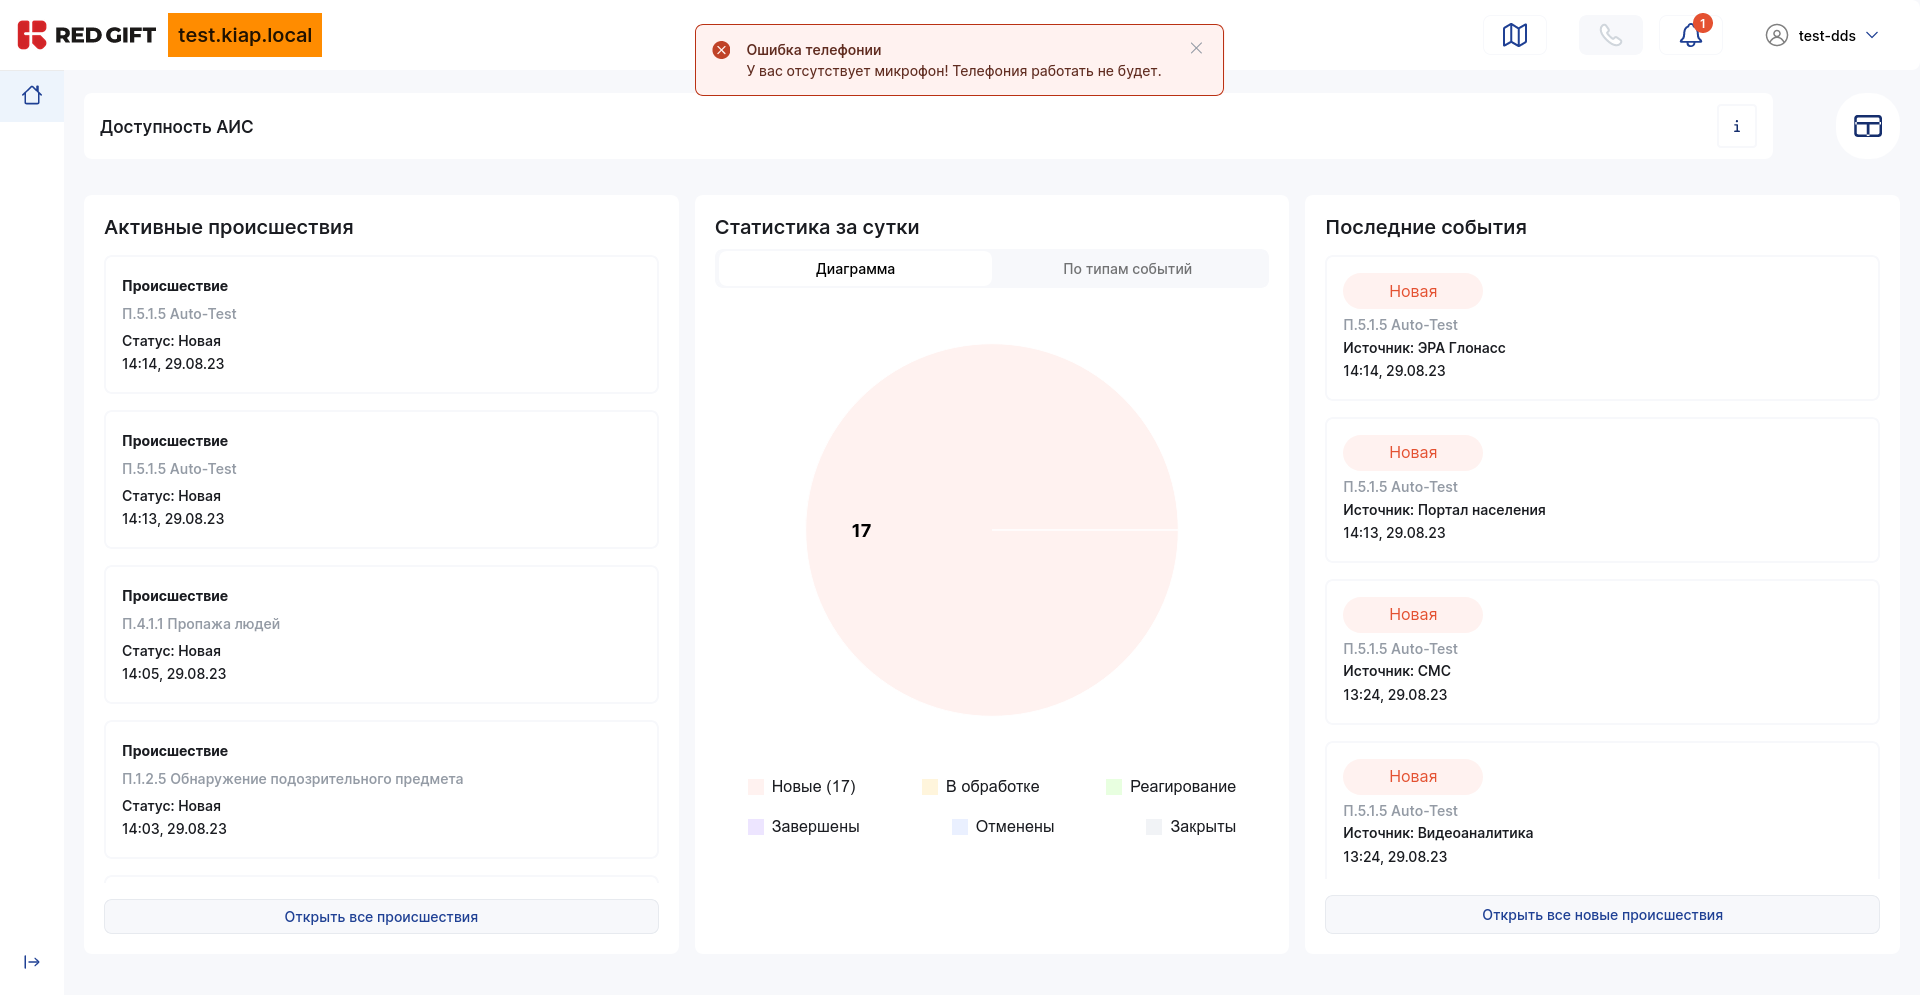 RED GIFT
test.kiap.local
Ошибка телефонии
У вас отсутствует микрофон! Телефония работать не будет.
1
test-dds
Доступность АИС
i
Активные происшествия
Происшествие
П.5.1.5 Auto-Test
Статус: Новая
14:14, 29.08.23
Происшествие
П.5.1.5 Auto-Test
Статус: Новая
14:13, 29.08.23
Происшествие
П.4.1.1 Пропажа людей
Статус: Новая
14:05, 29.08.23
Происшествие
П.1.2.5 Обнаружение подозрительного предмета
Статус: Новая
14:03, 29.08.23
Открыть все происшествия
Статистика за сутки
Диаграмма
По типам событий
17
Новые (17)
В обработке
Реагирование
Завершены
Отменены
Закрыты
Последние события
Новая
П.5.1.5 Auto-Test
Источник: ЭРА Глонасс
14:14, 29.08.23
Новая
П.5.1.5 Auto-Test
Источник: Портал населения
14:13, 29.08.23
Новая
П.5.1.5 Auto-Test
Источник: СМС
13:24, 29.08.23
Новая
П.5.1.5 Auto-Test
Источник: Видеоаналитика
13:24, 29.08.23
Открыть все новые происшествия